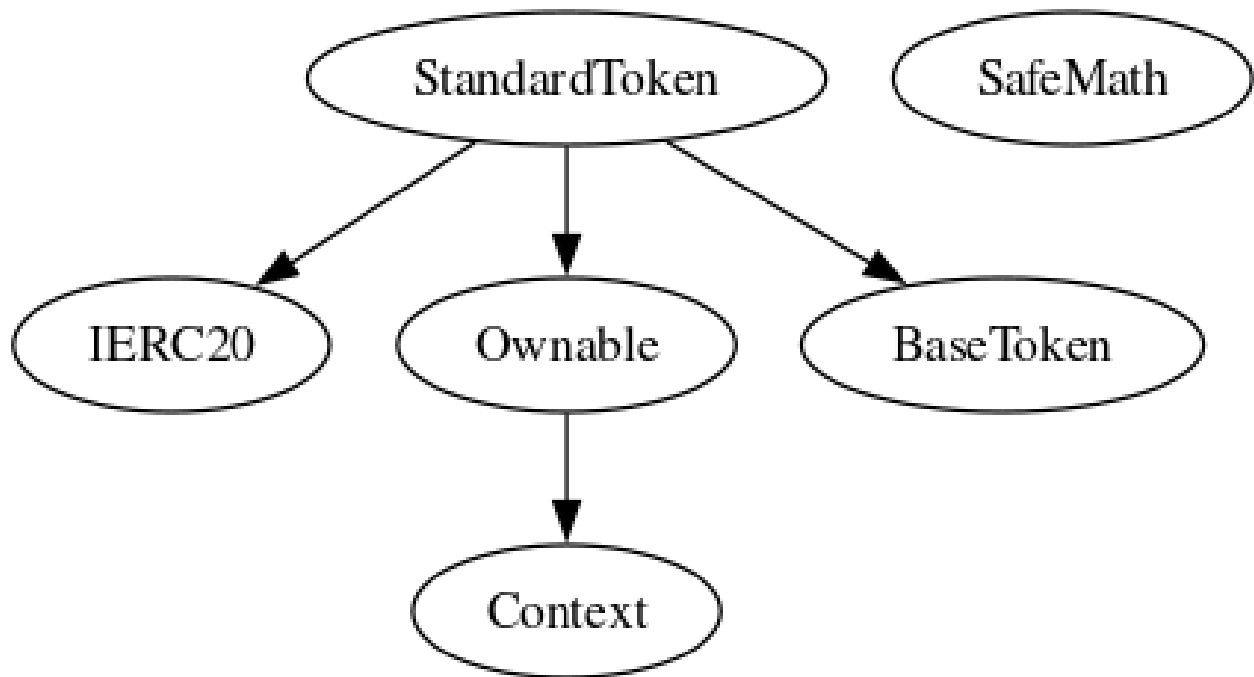 StandardToken
SafeMath
IERC20
Ownable
BaseToken
Context